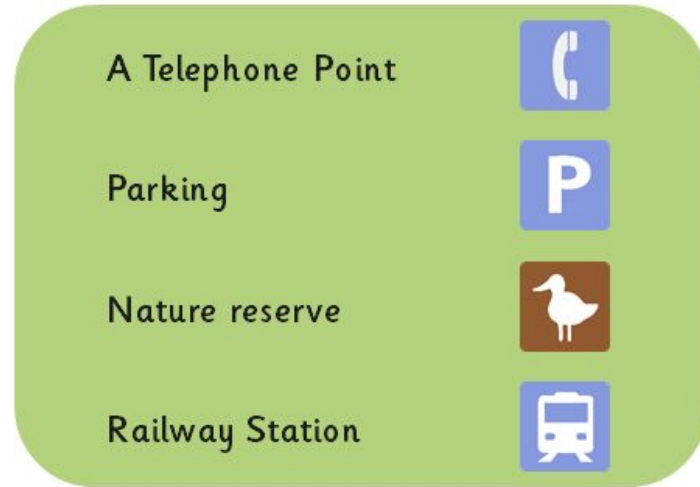 A Telephone Point
Parking
P
Nature reserve
Railway Station